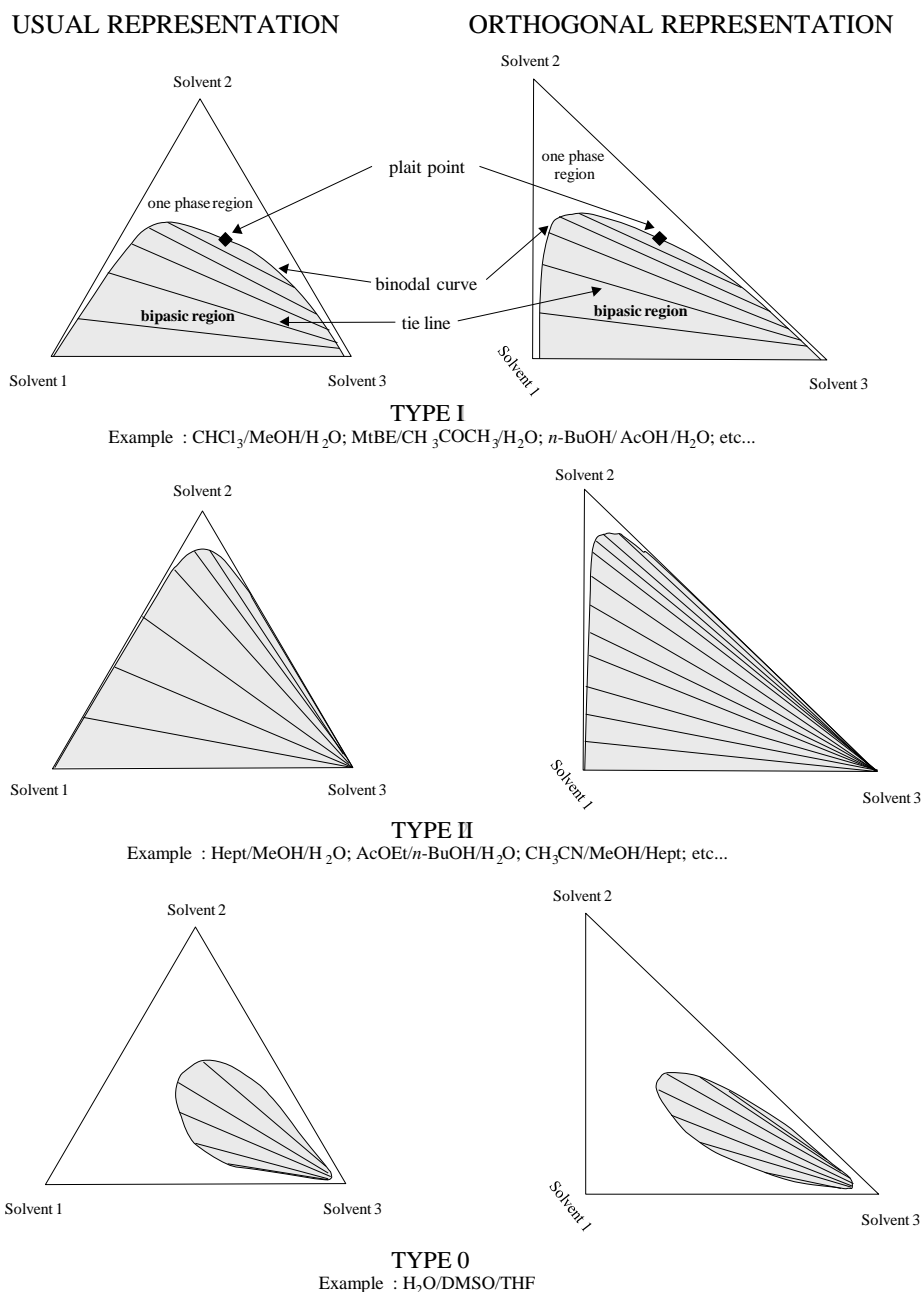 USUAL REPRESENTATION
ORTHOGONAL REPRESENTATION
Solvent 2
Solvent 2
one phase region
one phase
region
plait point
binodal curve
bipasic region
tie line
bipasic region
Solvent 1
Solvent 3
Solvent 1
Solvent 3
TYPE I
Example : CHCl3/MeOH/H2O; MtBE/CH3COCH3/H2O; n-BuOH/ AcOH/H2O; etc...
Solvent 2
Solvent 2
Solvent 1
Solvent 3
Solvent 1
Solvent 3
TYPE II
Example : Hept/MeOH/H2O; AcOEt/n-BuOH/H2O; CH3CN/MeOH/Hept; etc...
Solvent 2
Solvent 2
Solvent 1
Solvent 3
Solvent 1
Solvent 3
TYPE 0
Example : H2O/DMSO/THF